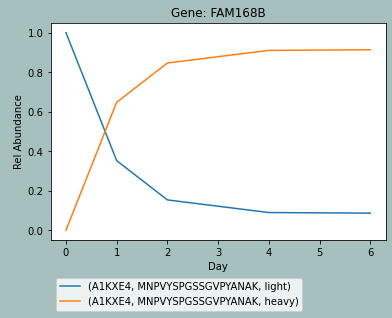 Gene: FAM168B
1.0
0.8
0.6
0.4
0.2
0.0
Rel Abundance
0 1 2 3 4 5 6
Day
(A1KXE4, MNPVYSPGSSGVPYANAK, light)
(A1KXE4, MNPVYSPGSSGVPYANAK, heavy)